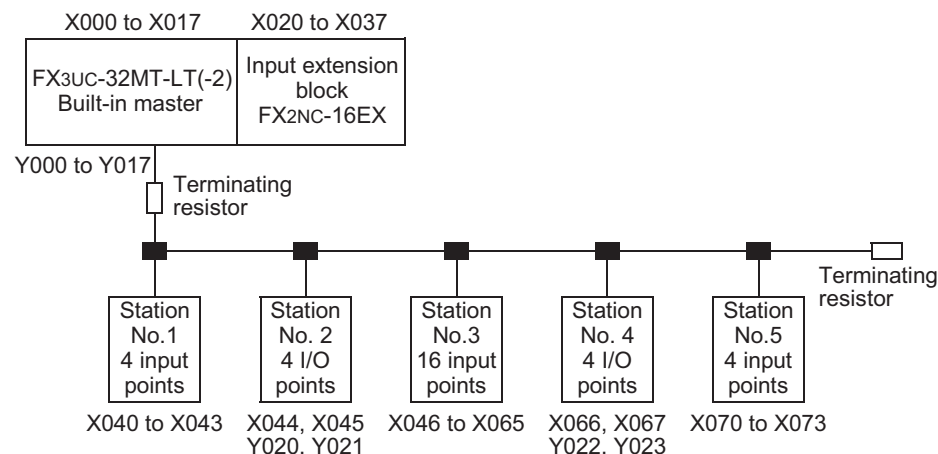 X000 to X017
X020 to X037
FX3UC-32MT-LT(-2)
Built-in master
Input extension
block
FX2NC-16EX
Y000 to Y017
Terminating
resistor
Terminating
resistor
Station
No.1
4 input
points
Station
No. 2
4 I/O
points
Station
No.3
16 input
points
Station
No. 4
4 I/O
points
Station
No.5
4 input
points
X040 to X043
X044, X045
Y020, Y021
X046 to X065
X066, X067
Y022, Y023
X070 to X073